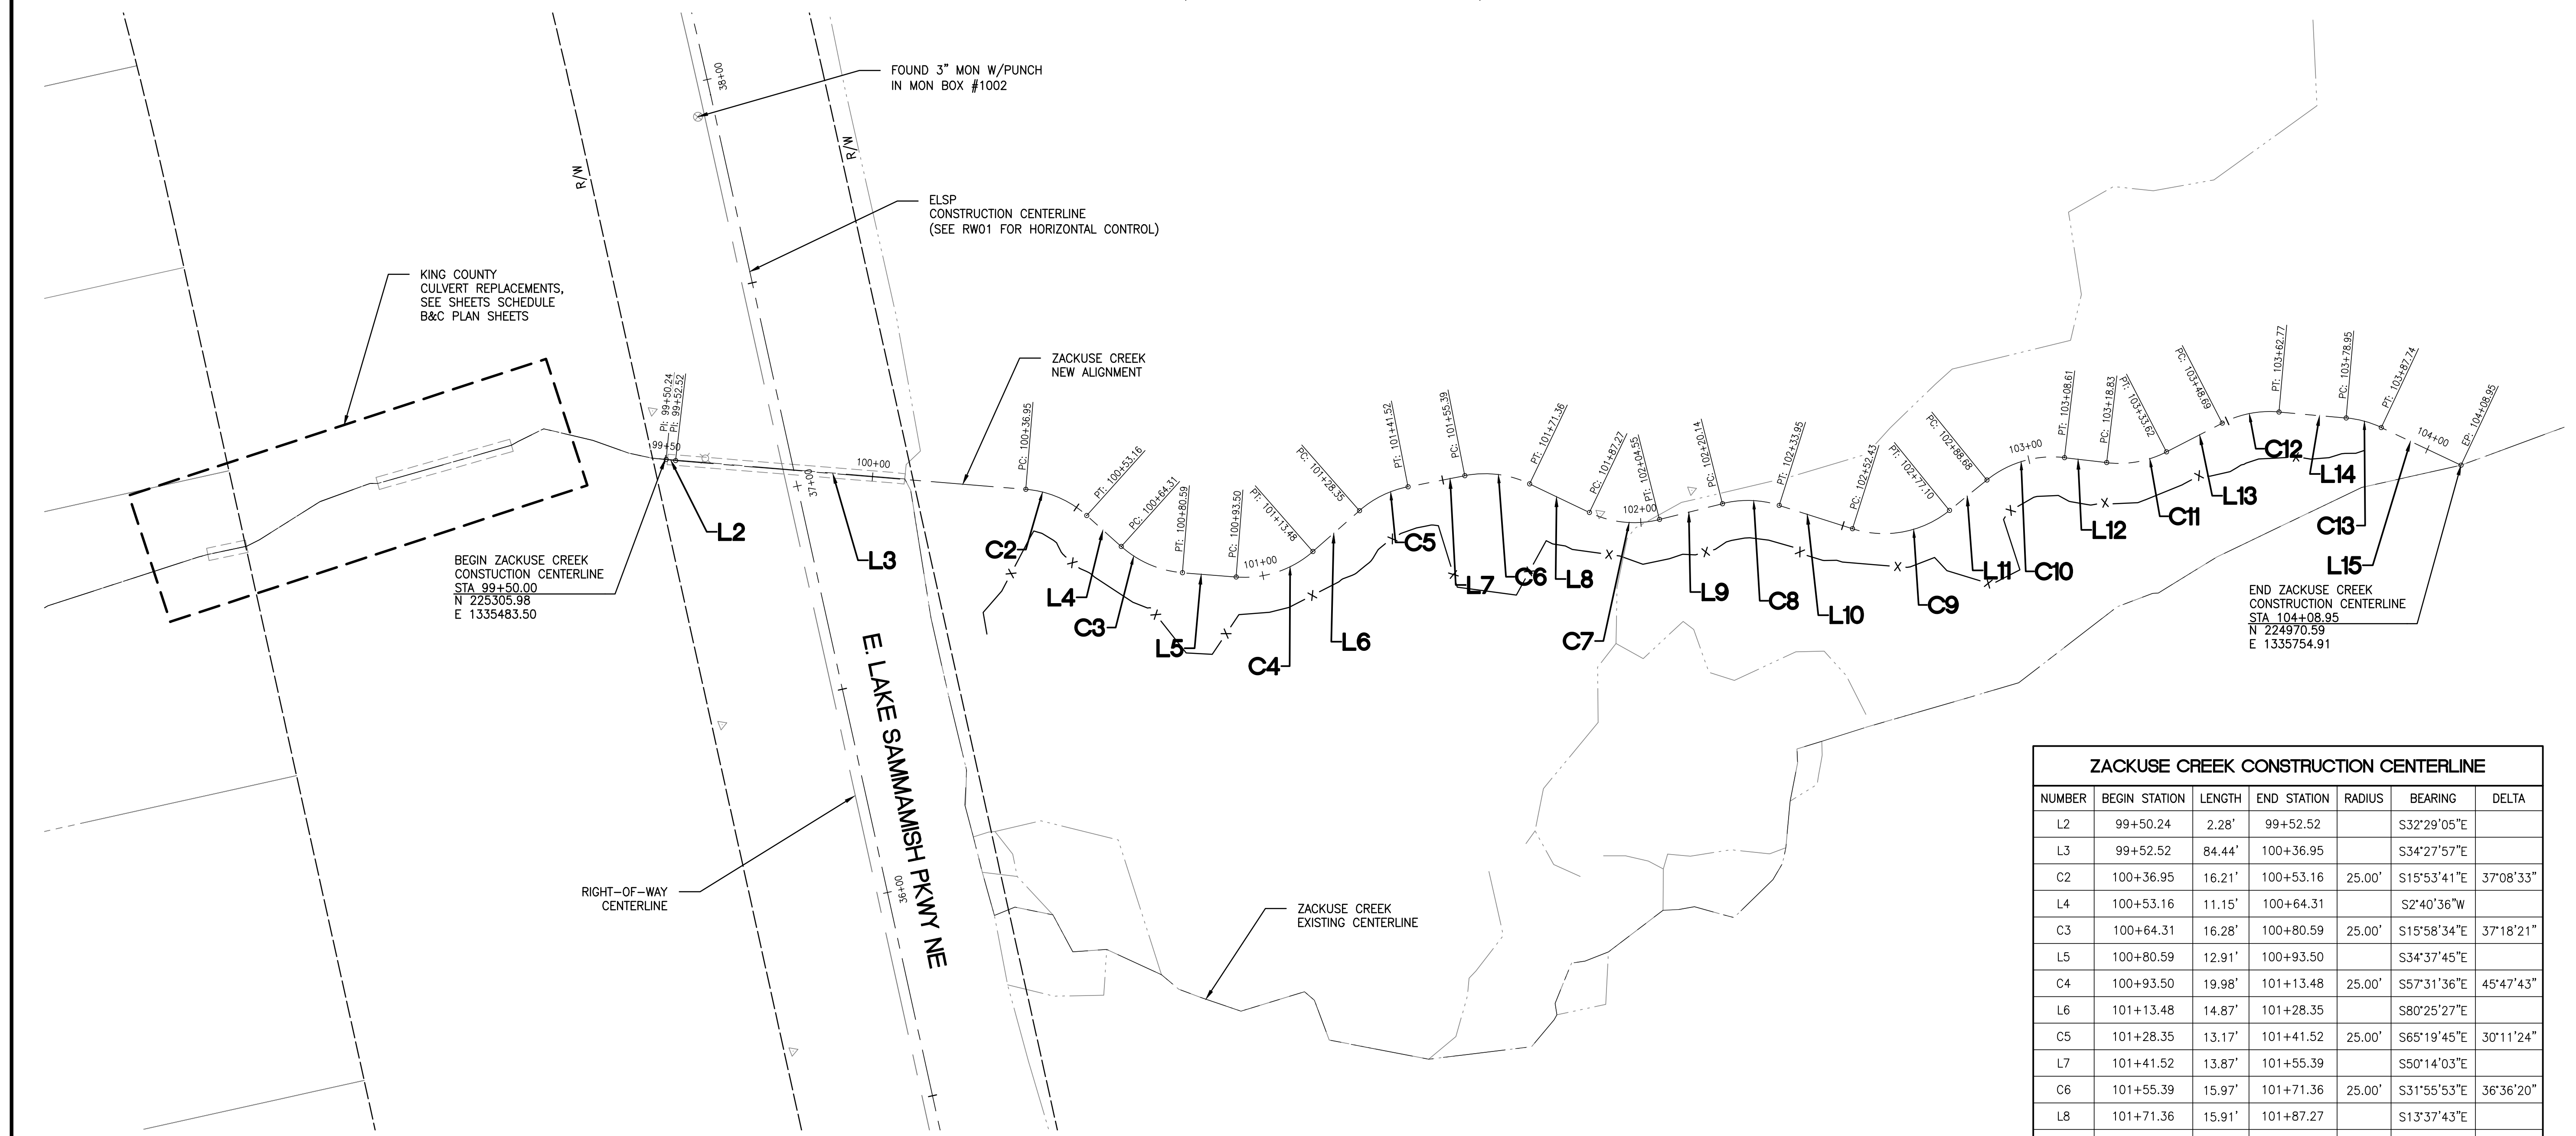 FOUND 3" MON W/PUNCH
IN MON BOX #1002
38+00
R/W
R/W
ELSP
CONSTRUCTION CENTERLINE
(SEE RW01 FOR HORIZONTAL CONTROL)
KING COUNTY
CULVERT REPLACEMENTS,
SEE SHEETS SCHEDULE
B&C PLAN SHEETS
ZACKUSE CREEK
NEW ALIGNMENT
PI: 99+50.24
PI: 99+52.52
99+50
100+00
37+00
PC: 100+36.95
PT: 100+53.16
PC: 100+64.31
PT: 100+80.59
PC: 100+93.50
101+00
PT: 101+13.48
PC: 101+28.35
PT: 101+41.52
PC: 101+55.39
PT: 101+71.36
PC: 101+87.27
102+00
PT: 102+04.55
PC: 102+20.14
PT: 102+33.95
PC: 102+52.43
PT: 102+77.10
PC: 102+88.68
103+00
PT: 103+08.61
PC: 103+18.83
PT: 103+33.62
PC: 103+48.69
PT: 103+62.77
PC: 103+78.95
PT: 103+87.74
104+00
EP: 104+08.95
L2
L3
C2
L4
C3
L5
C4
L6
C5
L7
C6
L8
C7
L9
C8
L10
C9
L11
C10
L12
C11
L13
C12
L14
C13
L15
BEGIN ZACKUSE CREEK
CONSTUCTION CENTERLINE
STA 99+50.00
N 225305.98
E 1335483.50
END ZACKUSE CREEK
CONSTRUCTION CENTERLINE
STA 104+08.95
N 224970.59
E 1335754.91
E. LAKE SAMMAMISH PKWY NE
36+00
RIGHT-OF-WAY
CENTERLINE
ZACKUSE CREEK
EXISTING CENTERLINE
ZACKUSE CREEK CONSTRUCTION CENTERLINE
NUMBER BEGIN STATION LENGTH END STATION RADIUS BEARING DELTA
L2 99+50.24 2.28' 99+52.52 S32°29'05"E
L3 99+52.52 84.44' 100+36.95 S34°27'57"E
C2 100+36.95 16.21' 100+53.16 25.00' S15°53'41"E 37°08'33"
L4 100+53.16 11.15' 100+64.31 S2°40'36"W
C3 100+64.31 16.28' 100+80.59 25.00' S15°58'34"E 37°18'21"
L5 100+80.59 12.91' 100+93.50 S34°37'45"E
C4 100+93.50 19.98' 101+13.48 25.00' S57°31'36"E 45°47'43"
L6 101+13.48 14.87' 101+28.35 S80°25'27"E
C5 101+28.35 13.17' 101+41.52 25.00' S65°19'45"E 30°11'24"
L7 101+41.52 13.87' 101+55.39 S50°14'03"E
C6 101+55.39 15.97' 101+71.36 25.00' S31°55'53"E 36°36'20"
L8 101+71.36 15.91' 101+87.27 S13°37'43"E